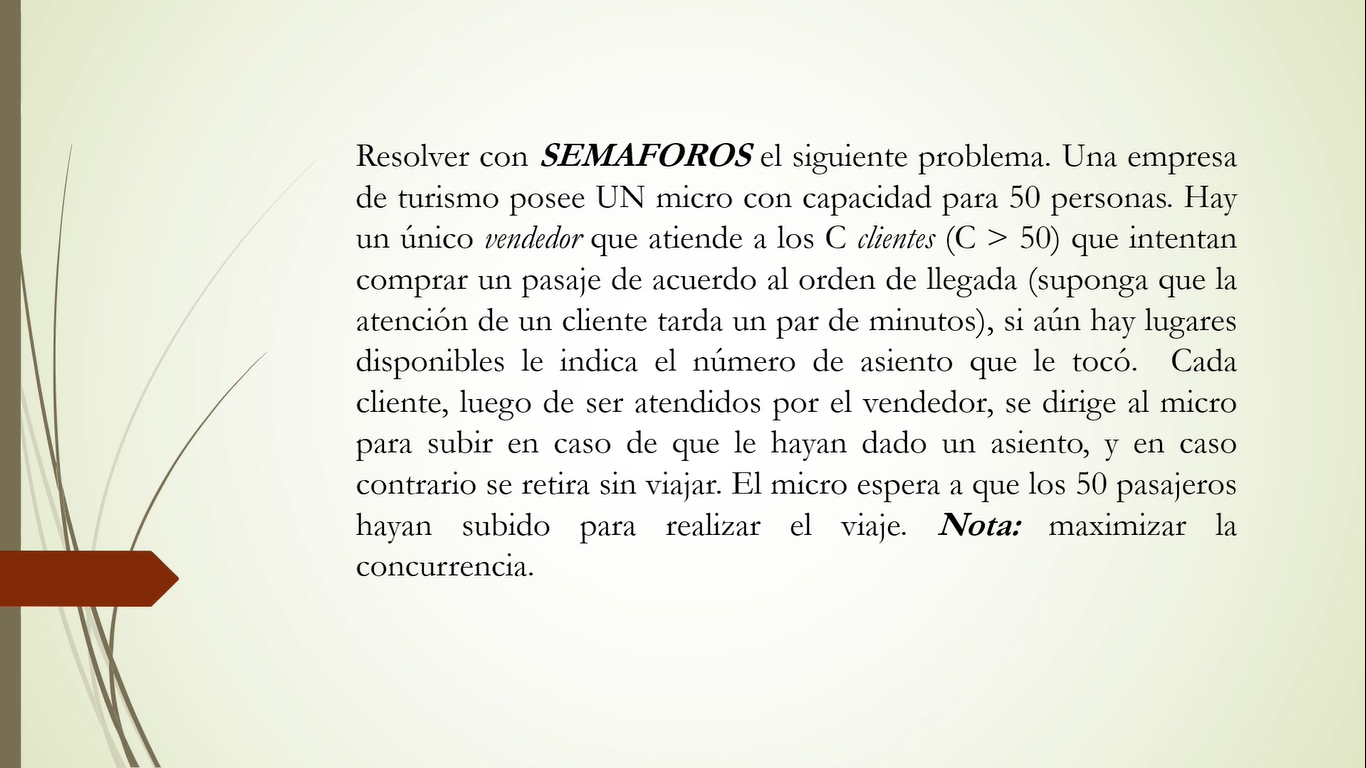 Resolver con SEMAFOROS el siguiente problema. Una empresa
de turismo posee UN micro con capacidad para 50 personas. Hay
un único vendedor que atiende a los C clientes (C > 50) que intentan
comprar un pasaje de acuerdo al orden de llegada (suponga que la
atención de un cliente tarda un par de minutos), si aún hay lugares
disponibles le indica el número de asiento que le tocó. Cada
cliente, luego de ser atendidos por el vendedor, se dirige al micro
para subir en caso de que le hayan dado un asiento, y en caso
contrario se retira sin viajar. El micro espera a que los 50 pasajeros
hayan subido para realizar el viaje. Nota: maximizar la
concurrencia.